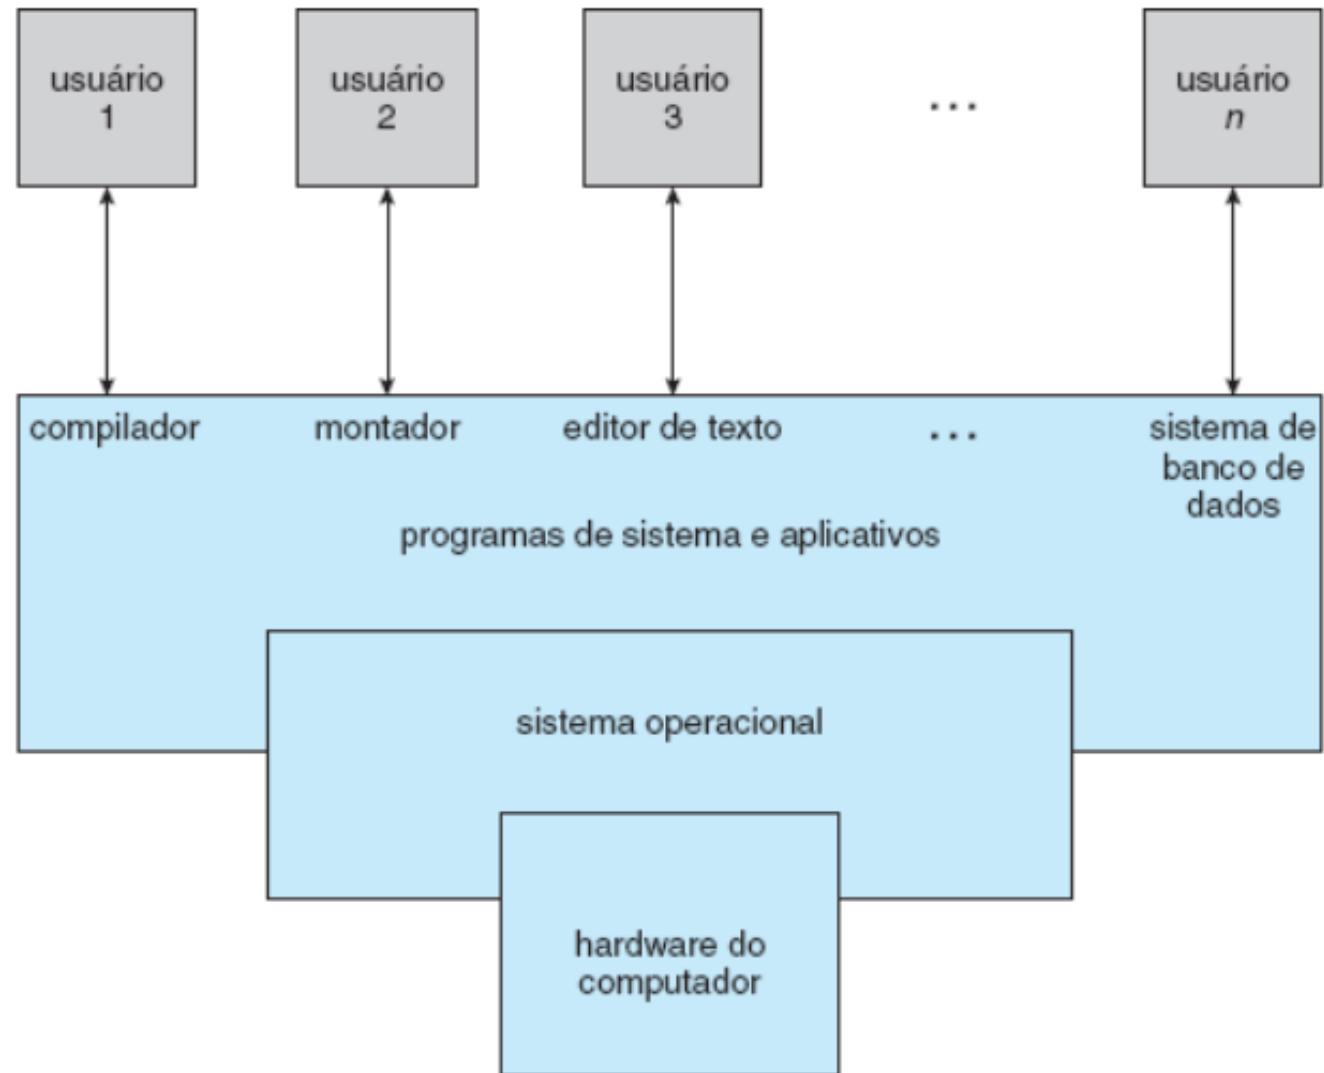 usuário
1
usuário
2
usuário
3
...
usuário
n
compilador
montador
editor de texto
...
sistema de
banco de
dados
programas de sistema e aplicativos
sistema operacional
hardware do
computador